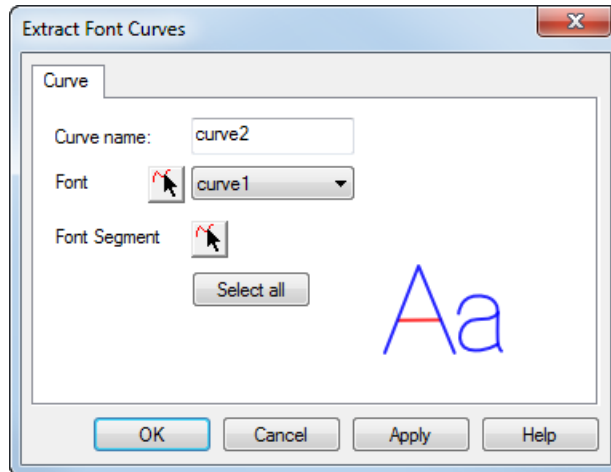 Extract Font Curves
Curve
Curve name: curve2
Font curve1
Font Segment
Select all
Aa
OK Cancel Apply Help